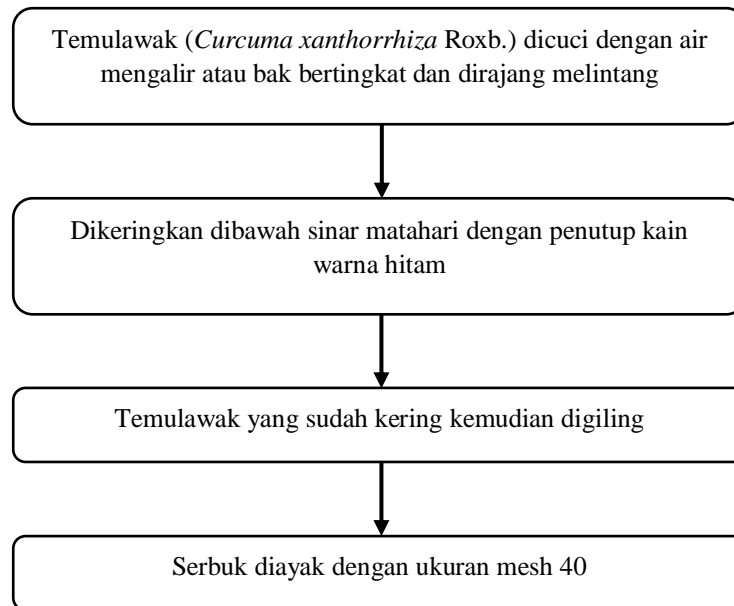 Temulawak (Curcuma xanthorrhiza Roxb.) dicuci dengan air
mengalir atau bak bertingkat dan dirajang melintang
Dikeringkan dibawah sinar matahari dengan penutup kain
warna hitam
Temulawak yang sudah kering kemudian digiling
Serbuk diayak dengan ukuran mesh 40